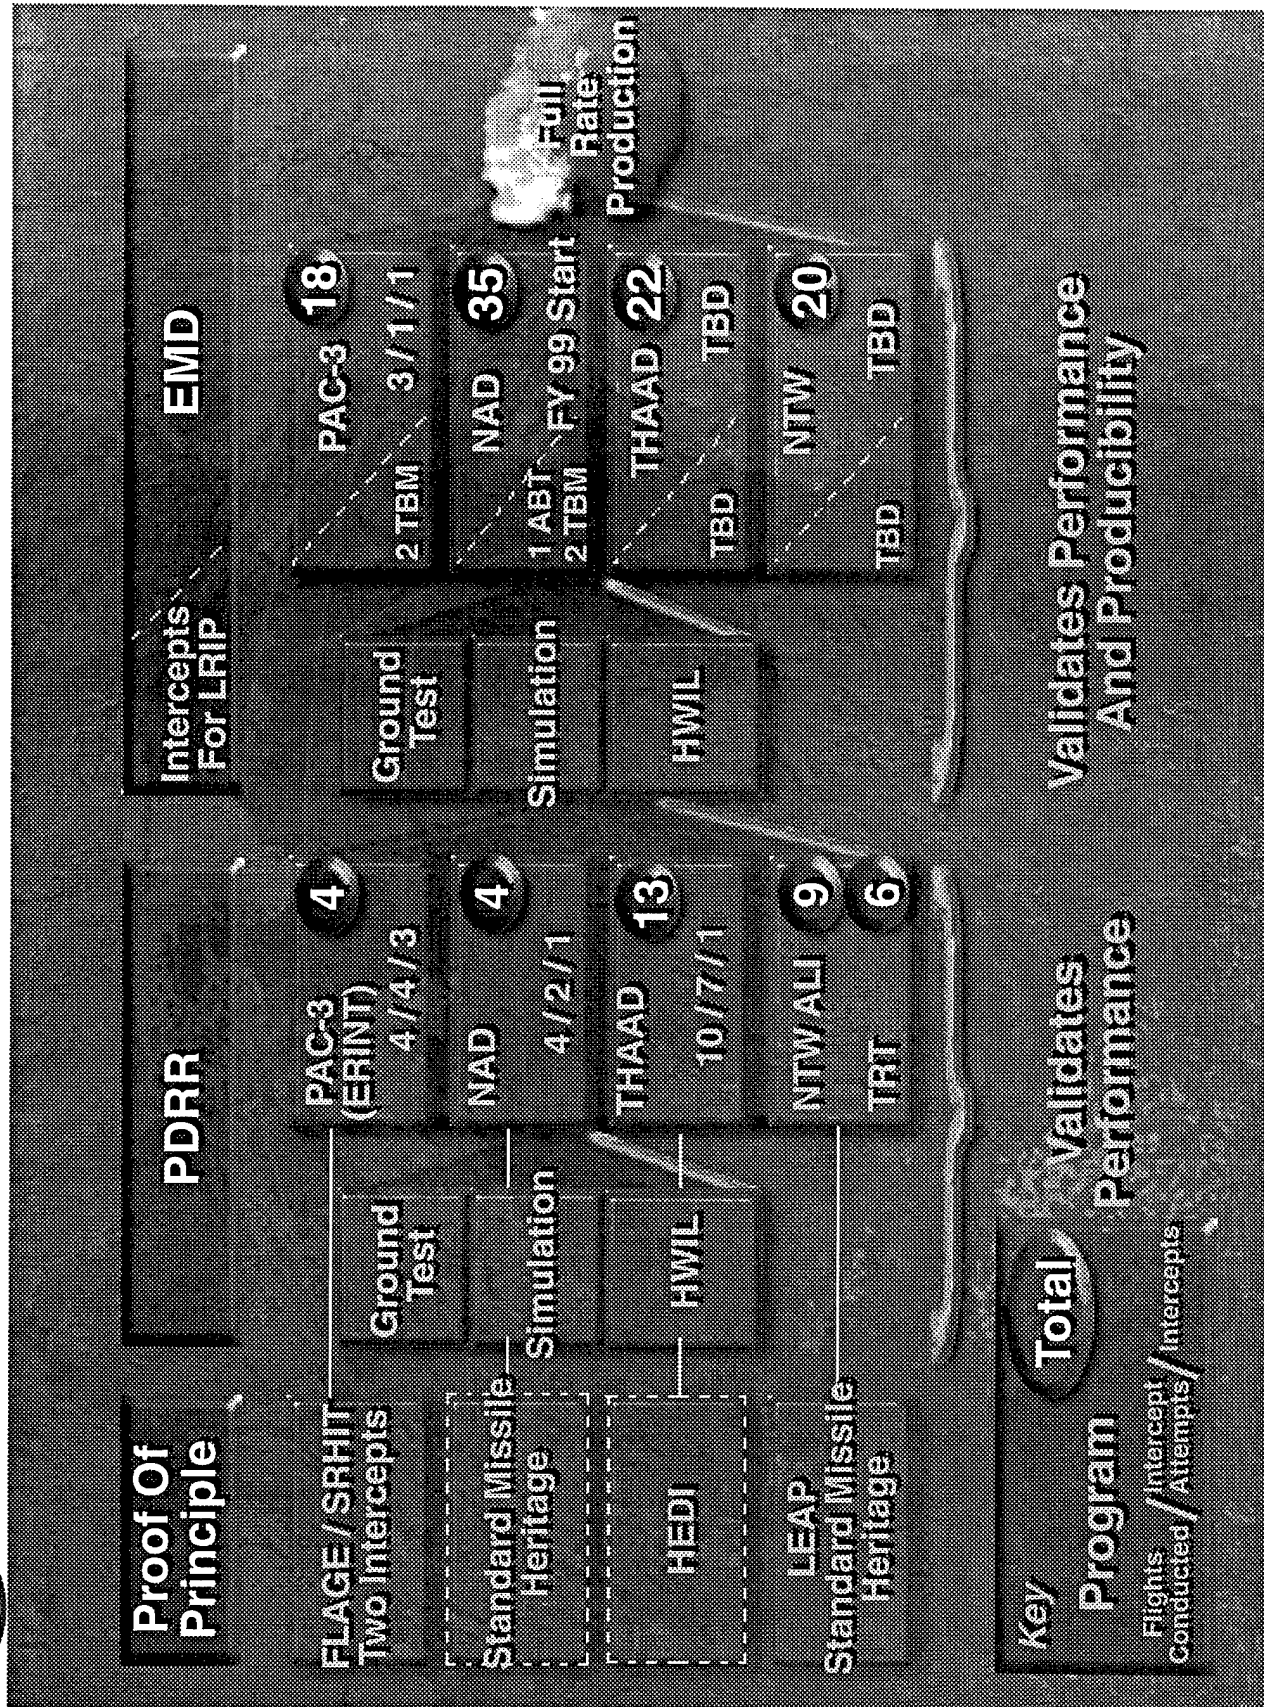 Proof Of
Principle
PDRR
Intercepts
For LRIP
EMD
FLAGE / SRHIT
Two Intercepts
Standard Missile
Heritage
HEDI
LEAP
Standard Missile
Heritage
Ground
Test
Simulation
HWIL
PAC-3
(ERINT)
4 / 4 / 3
4
NAD
4 / 2 / 1
4
THAAD
10 / 7 / 1
13
NTW ALI
9
TRT
6
Ground
Test
Simulation
HWIL
PAC-3
18
2 TBM
3 / 1 / 1
NAD
35
1 ABT
2 TBM
FY 99 Start
THAAD
22
TBD
TBD
NTW
20
TBD
TBD
Full
Rate
Production
Key
Program
Total
Flights
Conducted / Intercept
Attempts / Intercepts
Validates
Performance
Validates Performance
And Producibility